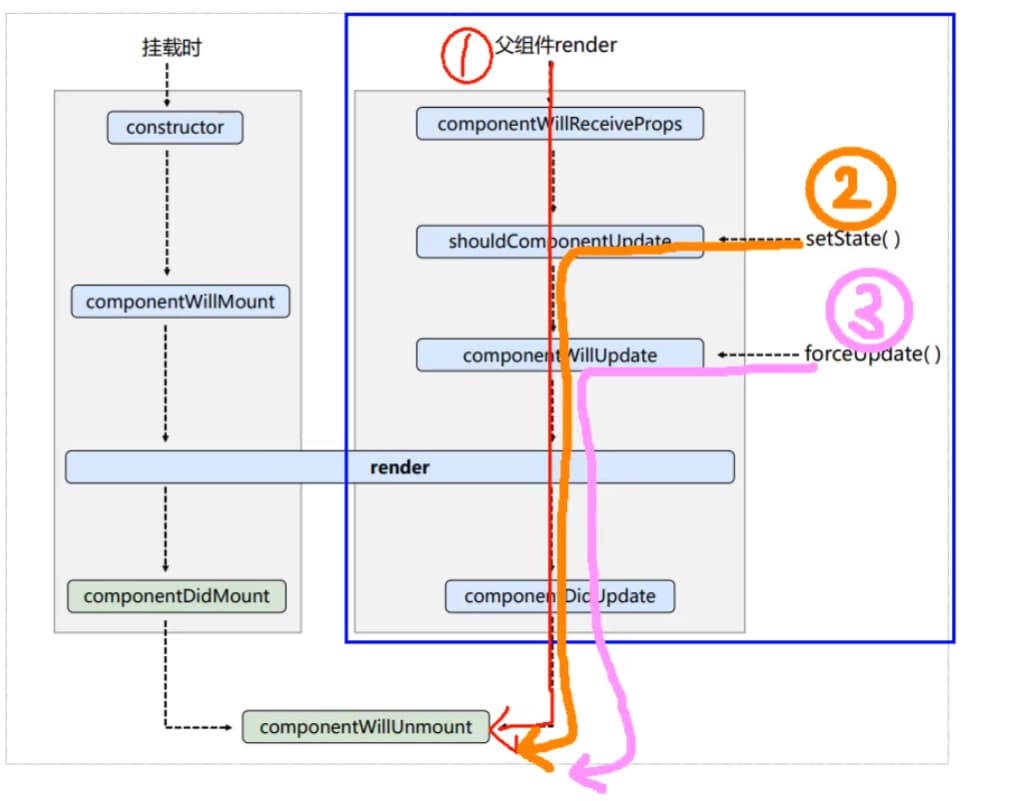 挂载时
constructor
componentWillMount
componentDidMount
1
父组件render
componentWillReceiveProps
shouldComponentUpdate
2
setState( )
3
componentWillUpdate
forceUpdate( )
render
componentDidUpdate
componentWillUnmount